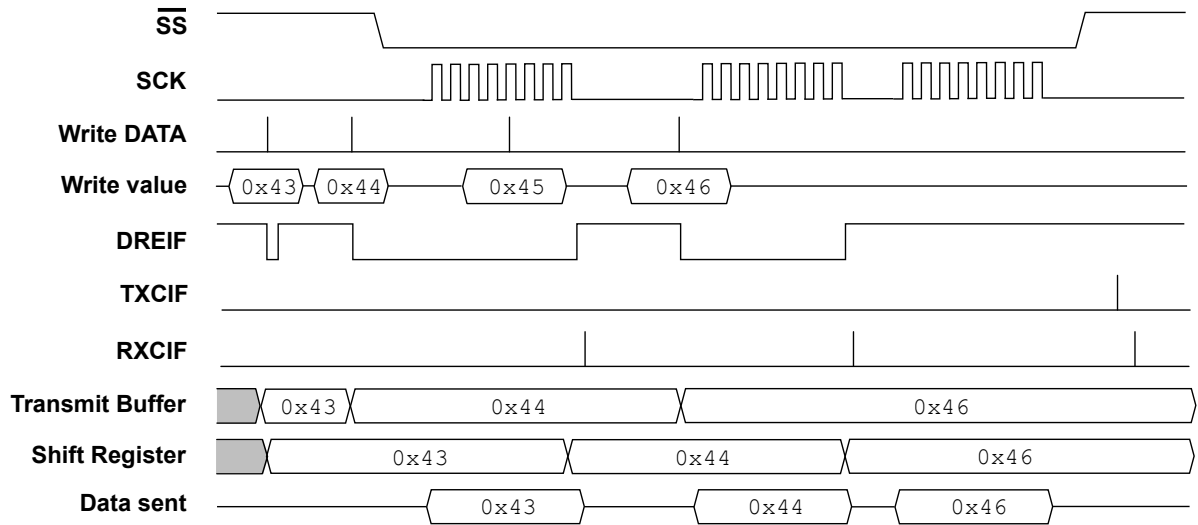 SS
SCK
Write DATA
Write value 0x43 0x44 0x45 0x46
DREIF
TXCIF
RXCIF
Transmit Buffer 0x43 0x44 0x46
Shift Register 0x43 0x44 0x46
Data sent 0x43 0x44 0x46